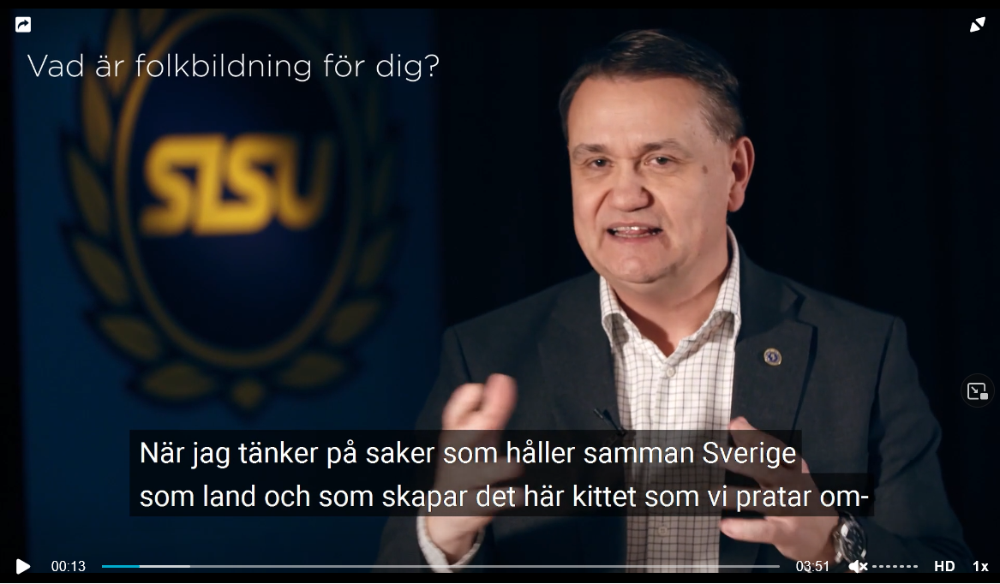 Vad är folkbildning för dig?
SISU
När jag tänker på saker som håller samman Sverige
som land och som skapar det här kittet som vi pratar om-
00:13
03:51
HD
1x